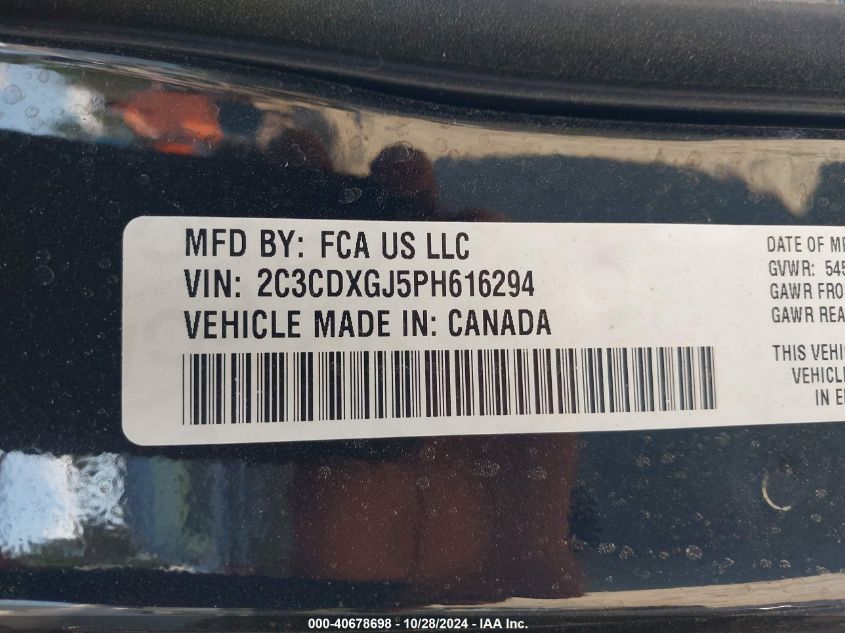 MFD BY: FCA US LLC
VIN: 2C3CDXGJ5PH616294
VEHICLE MADE IN: CANADA
DATE OF
GVWR: 545
GAWR
GAWR
THIS
IN
000-40678698 - 10/28/2024 - IAA Inc.